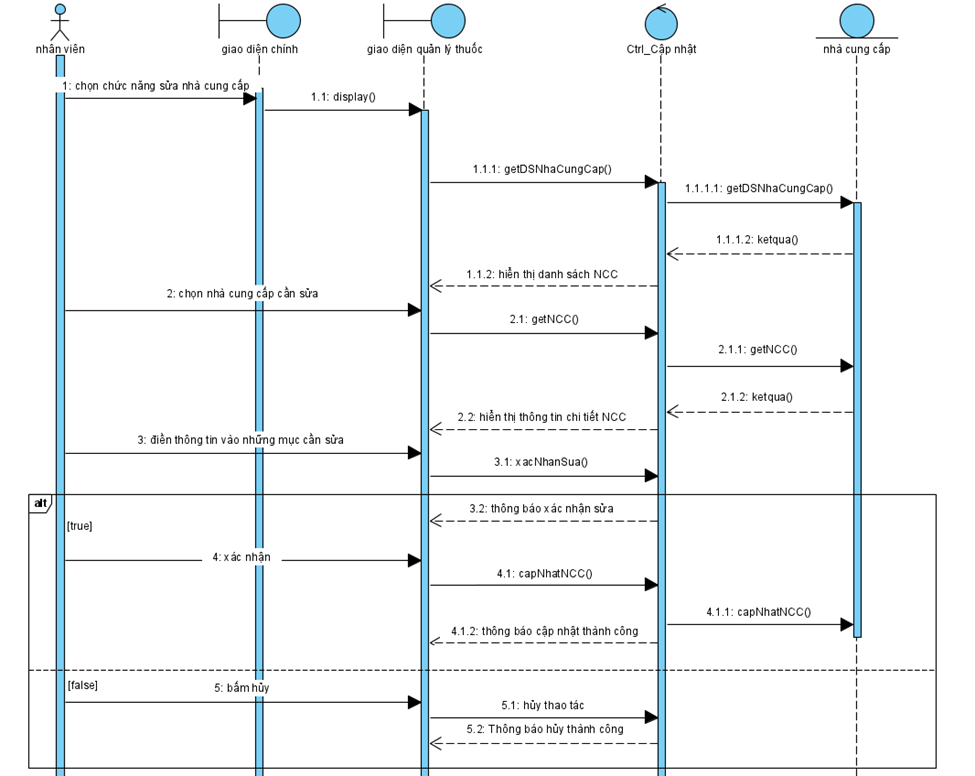 nhân viên
giao diện chính
giao diện quản lý thuốc
Ctrl_Cập nhật
nhà cung cấp
1: chọn chức năng sửa nhà cung cấp
1.1: display()
1.1.1: getDSNhaCungCap()
1.1.1.1: getDSNhaCungCap()
1.1.1.2: ketqua()
1.1.2: hiển thị danh sách NCC
2: chọn nhà cung cấp cần sửa
2.1: getNCC()
2.1.1: getNCC()
2.1.2: ketqua()
2.2: hiển thị thông tin chi tiết NCC
3: điền thông tin vào những mục cần sửa
3.1: xacNhanSua()
alt
3.2: thông báo xác nhận sửa
[true]
4: xác nhận
4.1: capNhatNCC()
4.1.1: capNhatNCC()
4.1.2: thông báo cập nhật thành công
[false]
5: bấm hủy
5.1: hủy thao tác
5.2: Thông báo hủy thành công